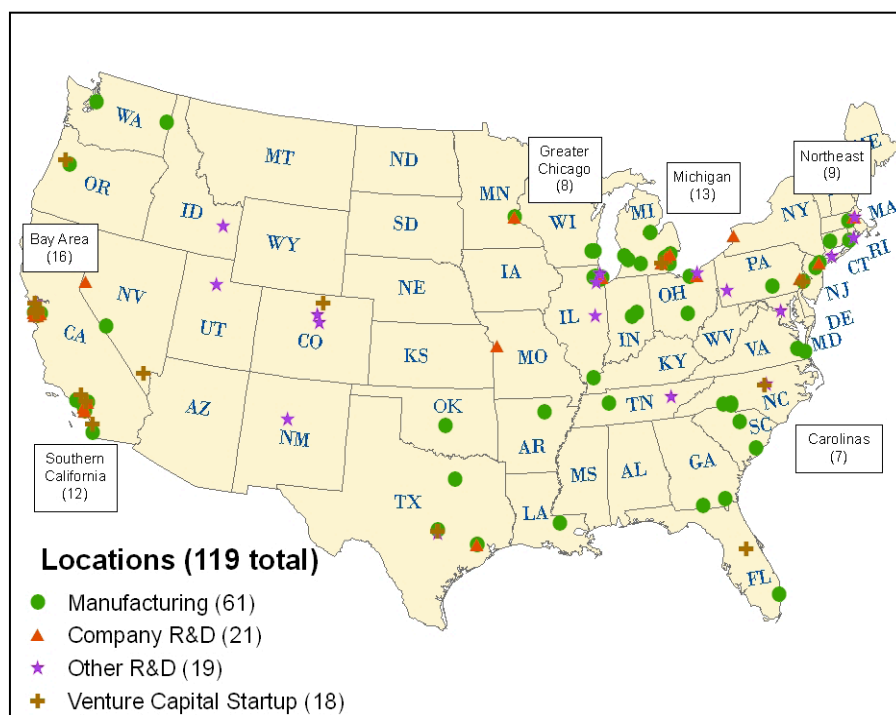 WA
MT
ND
MN
Greater
Chicago
(8)
Michigan
(13)
Northeast
(9)
ME
OR
ID
SD
WI
MI
NY
MA
Bay Area
(16)
WY
IA
RI
CT
NV
NE
PA
NJ
CA
UT
CO
IL
IN
OH
WV
DE
MD
KS
MO
KY
VA
AZ
NM
OK
AR
TN
NC
SC
Southern
California
(12)
Carolinas
(7)
TX
LA
MS
AL
GA
FL
Locations (119 total)
Manufacturing (61)
Company R&D (21)
Other R&D (19)
Venture Capital Startup (18)